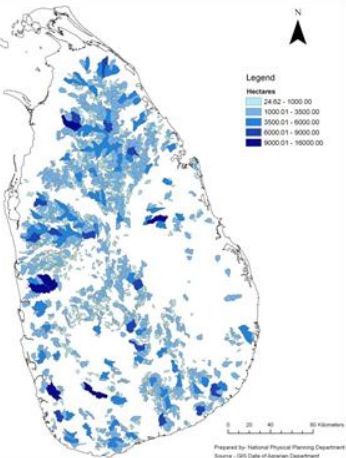 N
Legend
Hectares
24.62 - 1000.00
1000.01 - 3500.00
3500.01 - 6000.00
6000.01 - 9000.00
9000.01 - 16000.00
0 20 40 80 Kilometers
Prepared by- National Physical Planning Department
Source - GIS Data of Agrarian Department